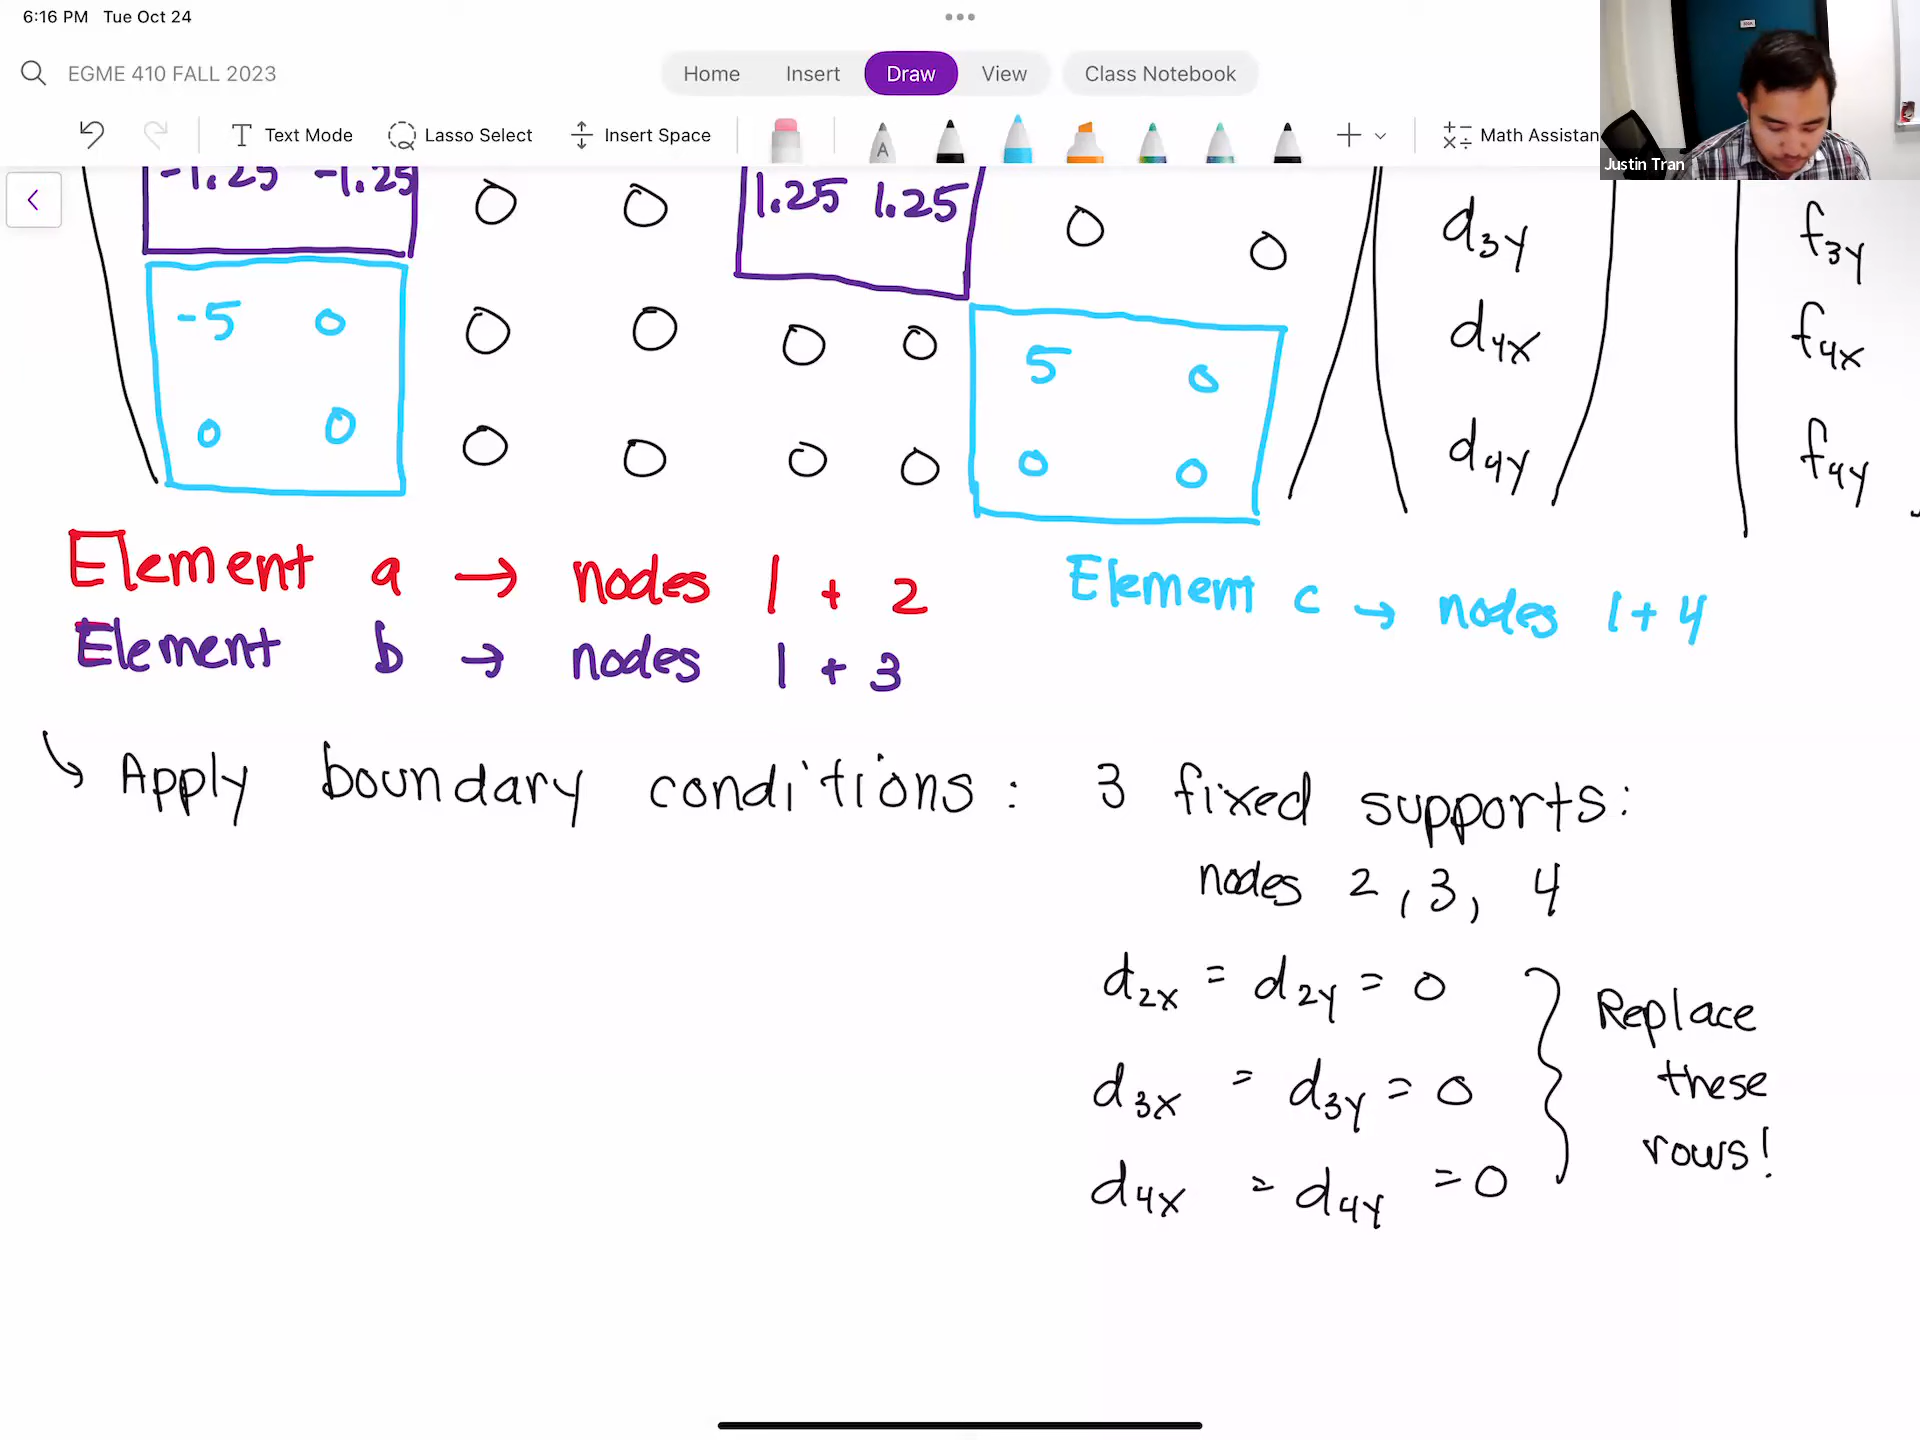 6:16 PM Tue Oct 24
EGME 410 FALL 2023
Home Insert Draw View Class Notebook
Text Mode Lasso Select Insert Space A Math Assistan
Justin Tran
-1.25 -1.25 0 0 1.25 1.25 0 0 d3Y f3Y
-5 0 0 0 0 0 5 0 d4X f4X
0 0 0 0 0 0 0 0 d4Y f4Y
Element a → nodes 1 + 2
Element c → nodes 1 + 4
Element b → nodes 1 + 3
↳ Apply boundary conditions: 3 fixed supports:
nodes 2, 3, 4
d2X = d2Y = 0
d3X = d3Y = 0
d4X = d4Y = 0
Replace
these
rows!